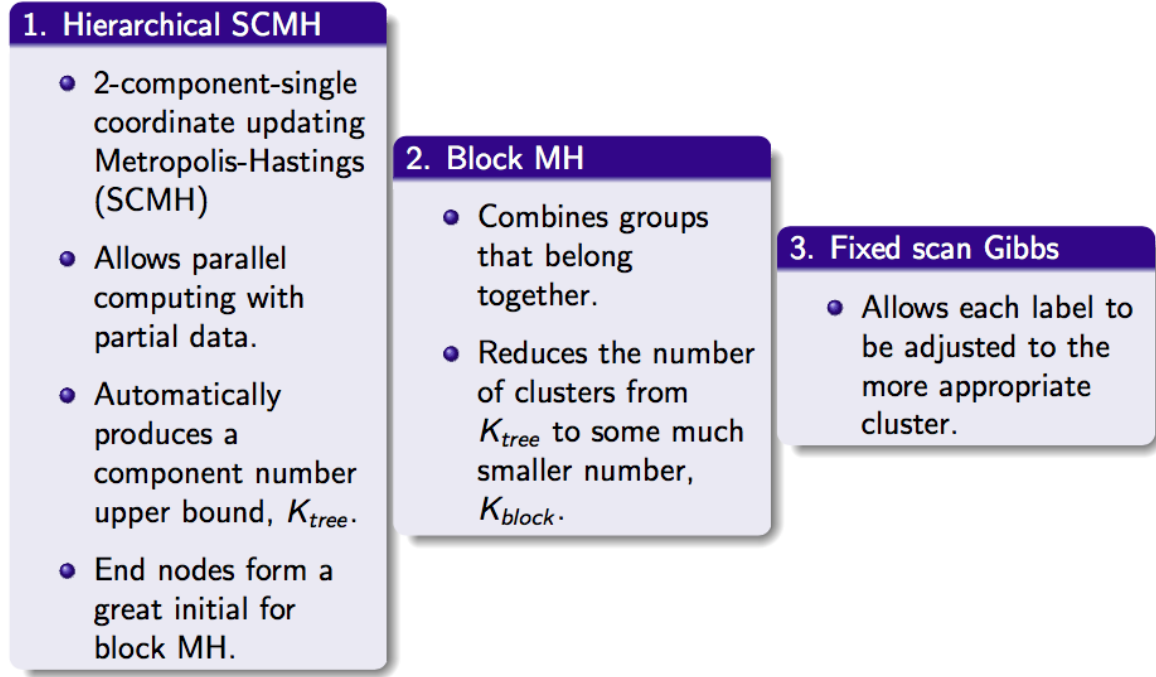 1. Hierarchical SCMH
2-component-single
coordinate updating
Metropolis-Hastings
(SCMH)
Allows parallel
computing with
partial data.
Automatically
produces a
component number
upper bound, K_tree.
End nodes form a
great initial for
block MH.
2. Block MH
Combines groups
that belong
together.
Reduces the number
of clusters from
K_tree to some much
smaller number,
K_block.
3. Fixed scan Gibbs
Allows each label to
be adjusted to the
more appropriate
cluster.